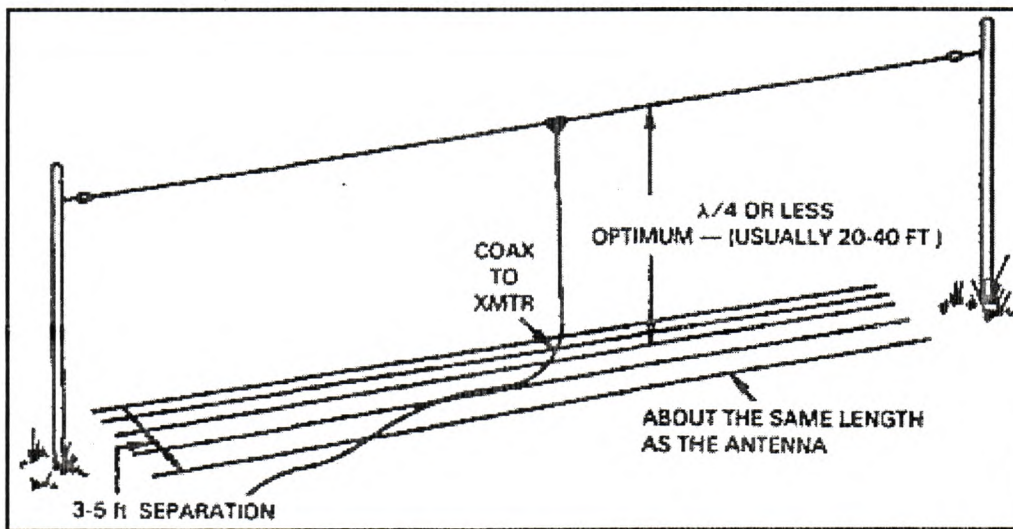 λ/4 OR LESS
OPTIMUM — (USUALLY 20-40 FT )
COAX
TO
XMTR
ABOUT THE SAME LENGTH
AS THE ANTENNA
3-5 ft SEPARATION